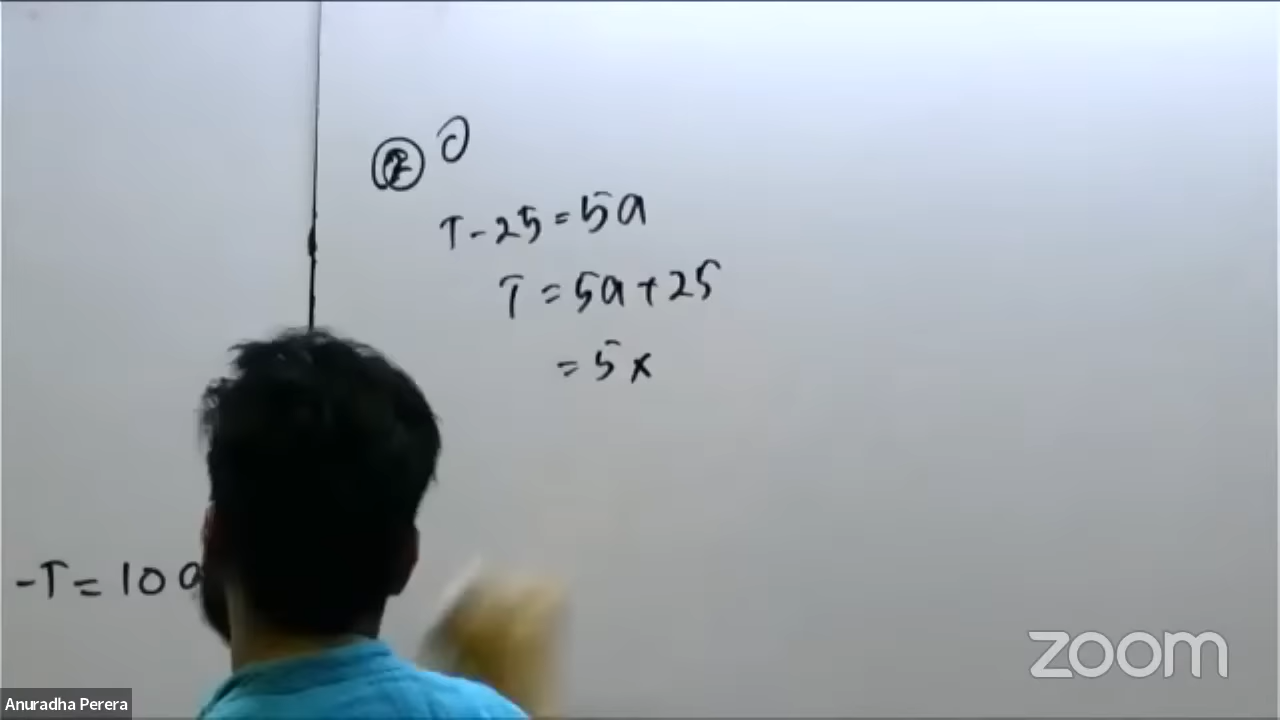 ②
T - 25 = 5a
T = 5a + 25
= 5 x
-T = 10a
zoom
Anuradha Perera